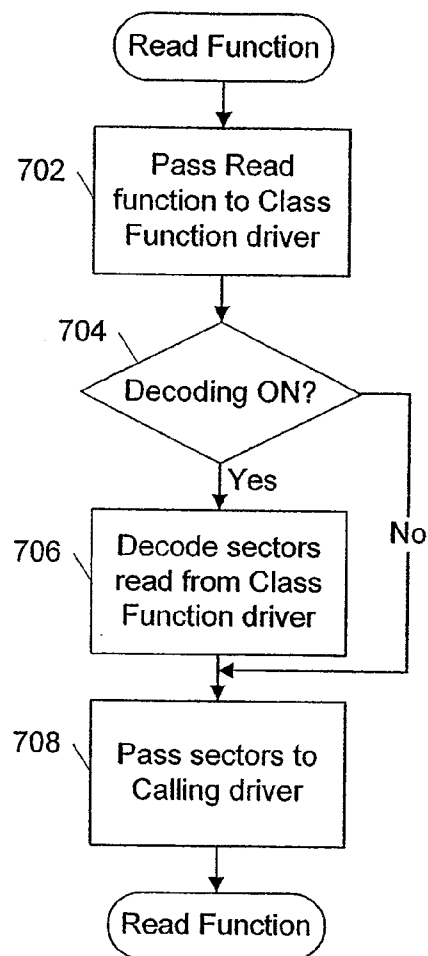 Read Function
702
Pass Read
function to Class
Function driver
704
Decoding ON?
Yes
No
706
Decode sectors
read from Class
Function driver
708
Pass sectors to
Calling driver
Read Function